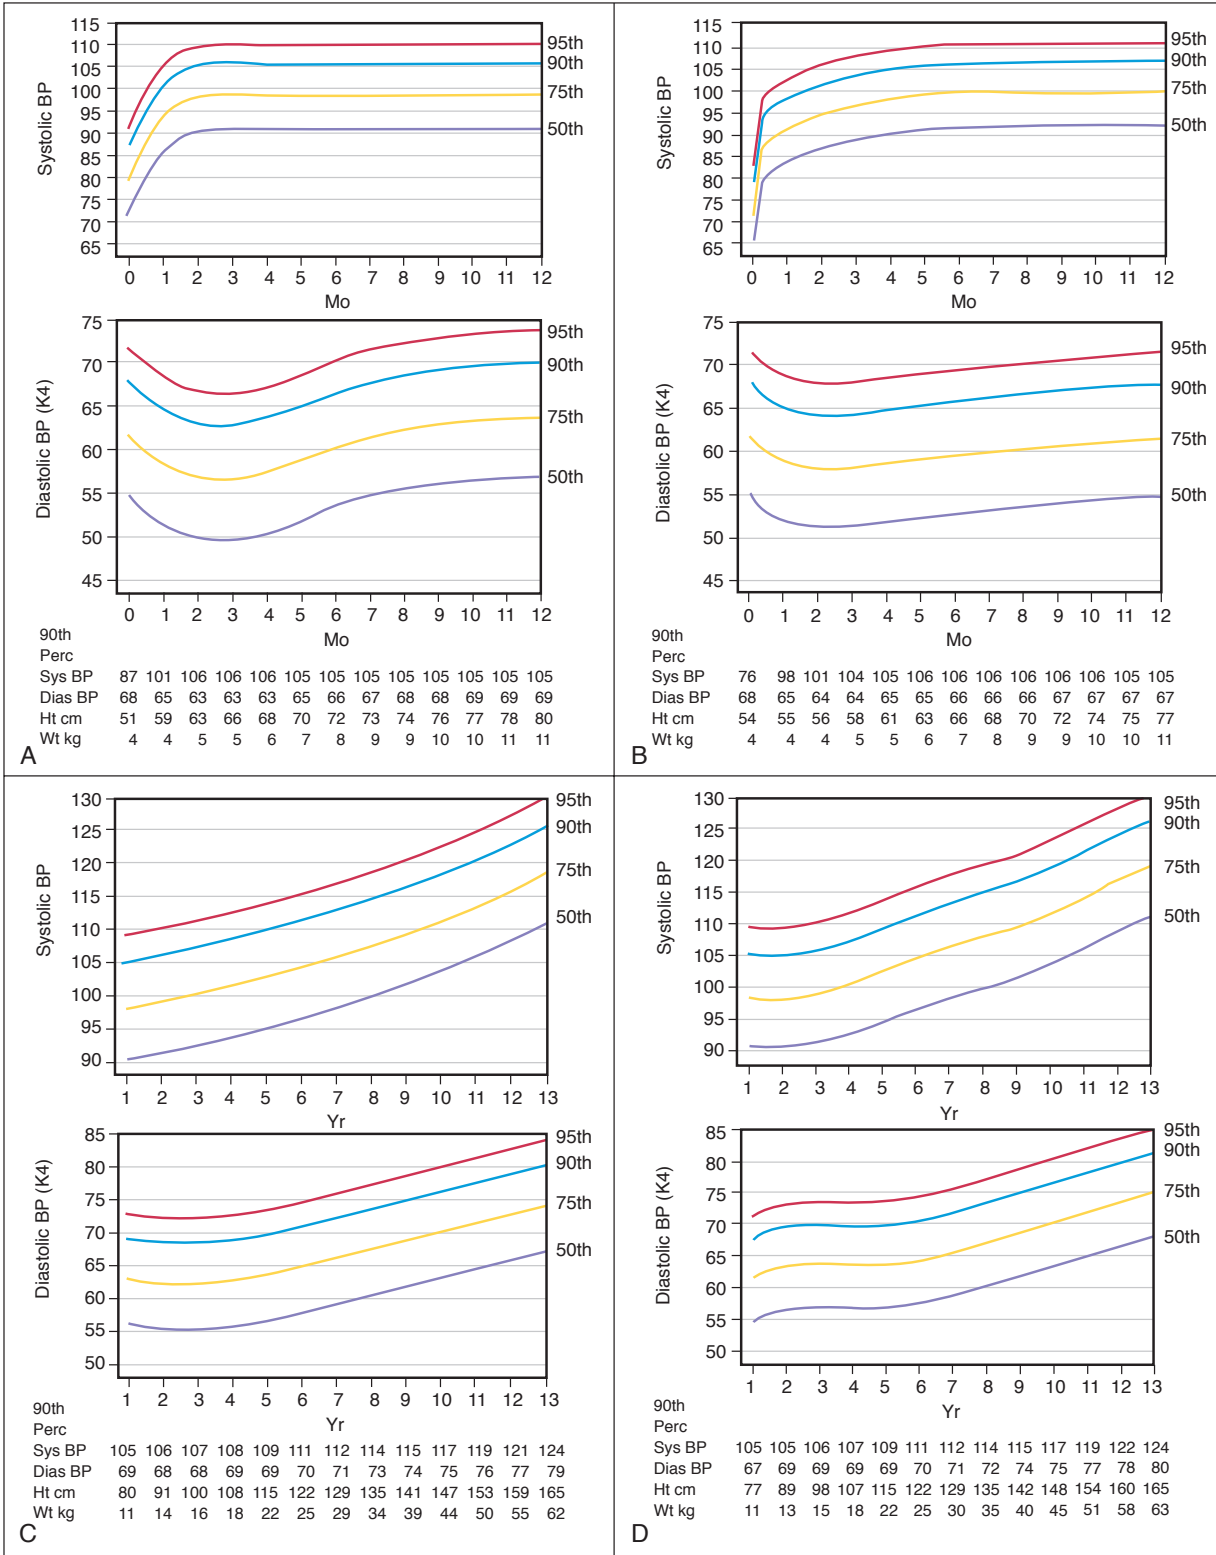 115
110
105
100
95
90
85
80
75
70
65
Systolic BP
95th
90th
75th
50th
0 1 2 3 4 5 6 7 8 9 10 11 12
Mo
75
70
65
60
55
50
45
Diastolic BP (K4)
95th
90th
75th
50th
0 1 2 3 4 5 6 7 8 9 10 11 12
Mo
90th
Perc
Sys BP 87 101 106 106 106 105 105 105 105 105 105 105 105
Dias BP 68 65 63 63 63 65 66 67 68 68 69 69 69
Ht cm 51 59 63 66 68 70 72 73 74 76 77 78 80
Wt kg 4 4 5 5 6 7 8 9 9 10 10 11 11
A
115
110
105
100
95
90
85
80
75
70
65
Systolic BP
95th
90th
75th
50th
0 1 2 3 4 5 6 7 8 9 10 11 12
Mo
75
70
65
60
55
50
45
Diastolic BP (K4)
95th
90th
75th
50th
0 1 2 3 4 5 6 7 8 9 10 11 12
Mo
90th
Perc
Sys BP 76 98 101 104 105 106 106 106 106 106 106 105 105
Dias BP 68 65 64 64 65 65 66 66 66 67 67 67 67
Ht cm 54 55 56 58 61 63 66 68 70 72 74 75 77
Wt kg 4 4 4 5 5 6 7 8 9 9 10 10 11
B
130
125
120
115
110
105
100
95
90
Systolic BP
95th
90th
75th
50th
1 2 3 4 5 6 7 8 9 10 11 12 13
Yr
85
80
75
70
65
60
55
50
Diastolic BP (K4)
95th
90th
75th
50th
1 2 3 4 5 6 7 8 9 10 11 12 13
Yr
90th
Perc
Sys BP 105 106 107 108 109 111 112 114 115 117 119 121 124
Dias BP 69 68 68 69 69 70 71 73 74 75 76 77 79
Ht cm 80 91 100 108 115 122 129 135 141 147 153 159 165
Wt kg 11 14 16 18 22 25 29 34 39 44 50 55 62
C
130
125
120
115
110
105
100
95
90
Systolic BP
95th
90th
75th
50th
1 2 3 4 5 6 7 8 9 10 11 12 13
Yr
85
80
75
70
65
60
55
50
Diastolic BP (K4)
95th
90th
75th
50th
1 2 3 4 5 6 7 8 9 10 11 12 13
Yr
90th
Perc
Sys BP 105 105 106 107 109 111 112 114 115 117 119 122 124
Dias BP 67 69 69 69 69 70 71 72 74 75 77 78 80
Ht cm 77 89 98 107 115 122 129 135 142 148 154 160 165
Wt kg 11 13 15 18 22 25 30 35 40 45 51 58 63
D